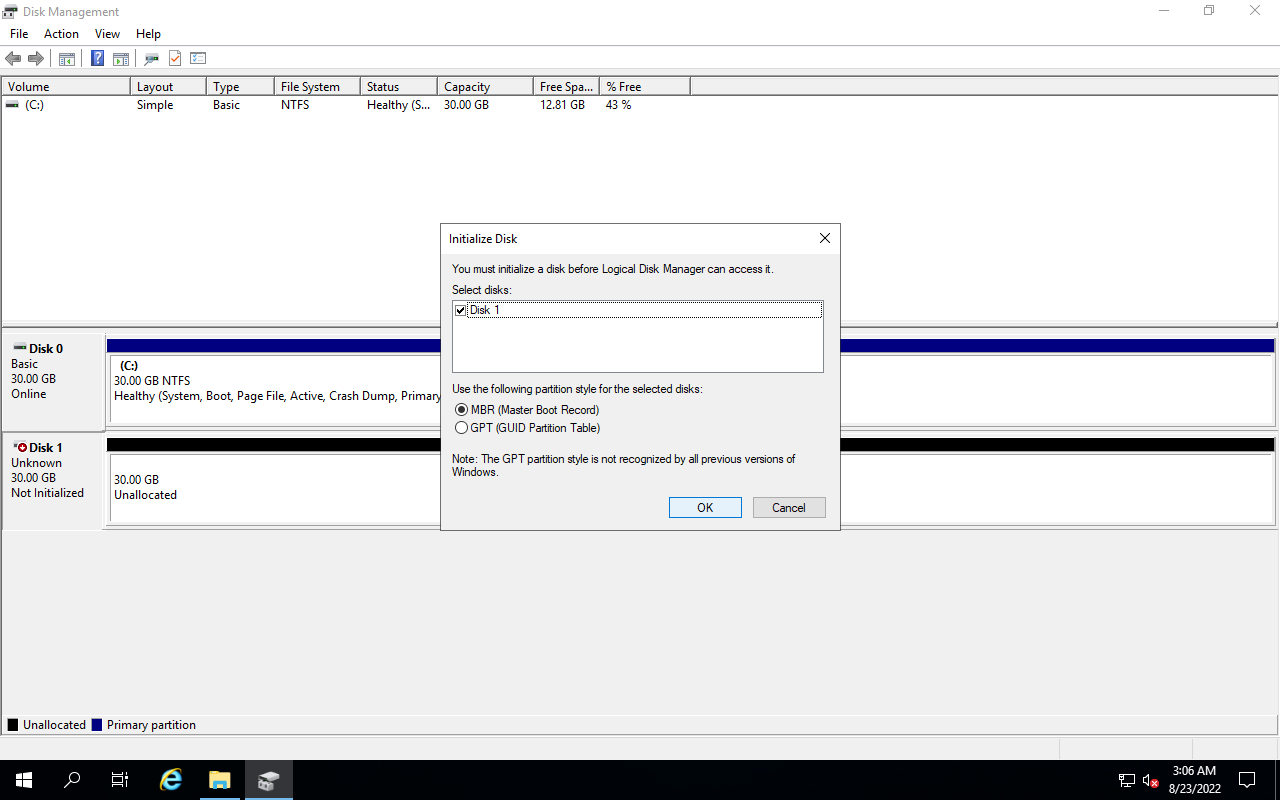 Disk Management
File Action View Help
Volume Layout Type File System Status Capacity Free Spa... % Free
(C:) Simple Basic NTFS Healthy (S... 30.00 GB 12.81 GB 43 %
Initialize Disk
You must initialize a disk before Logical Disk Manager can access it.
Select disks:
Disk 1
Use the following partition style for the selected disks:
MBR (Master Boot Record)
GPT (GUID Partition Table)
Note: The GPT partition style is not recognized by all previous versions of
Windows.
OK Cancel
Disk 0
Basic
30.00 GB
Online
(C:)
30.00 GB NTFS
Healthy (System, Boot, Page File, Active, Crash Dump, Primary
Disk 1
Unknown
30.00 GB
Not Initialized
30.00 GB
Unallocated
Unallocated Primary partition
3:06 AM
8/23/2022